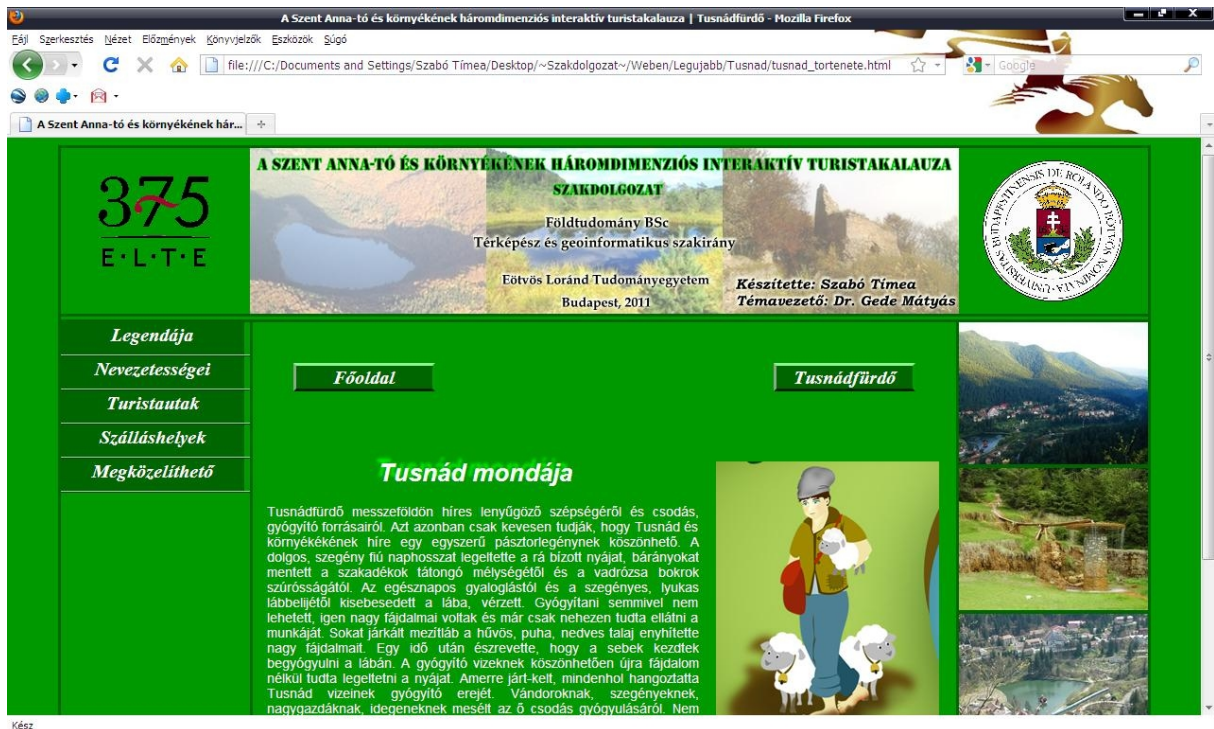 A Szent Anna-tó és környékének háromdimenziós interaktív turistakalauza | Tusnádfürdő - Mozilla Firefox
Fájl Szerkesztés Nézet Előzmények Könyvjelzők Eszközök Súgó
file:///C:/Documents and Settings/Szabó Tímea/Desktop/~Szakdolgozat~/Weben/Legujabb/Tusnad/tusnad_tortenete.html
Google
A Szent Anna-tó és környékének hár...
375
E·L·T·E
A SZENT ANNA-TÓ ÉS KÖRNYÉKÉNEK HÁROMDIMENZIÓS INTERAKTÍV TURISTAKALAUZA
SZAKDOLGOZAT
Földtudomány BSc
Térképész és geoinformatikus szakirány
Eötvös Loránd Tudományegyetem
Budapest, 2011
Készítette: Szabó Tímea
Témavezető: Dr. Gede Mátyás
Legendája
Nevezetességei
Turistautak
Szálláshelyek
Megközelíthető
Főoldal
Tusnádfürdő
Tusnád mondája
Tusnádfürdő messzeföldön híres lenyűgöző szépségéről és csodás,
gyógyító forrásairól. Azt azonban csak kevesen tudják, hogy Tusnád és
környékékének híre egy egyszerű pásztorlegénynek köszönhető. A
dolgos, szegény fiú naphosszat legeltette a rá bízott nyájat, bárányokat
mentett a szakadékok tátongó mélységétől és a vadrózsa bokrok
szúrósságától. Az egésznapos gyaloglástól és a szegényes, lyukas
lábbelijétől kisebesedett a lába, vérzett. Gyógyítani semmivel nem
lehetett, igen nagy fájdalmai voltak és már csak nehezen tudta ellátni a
munkáját. Sokat járkált mezítláb a hűvös, puha, nedves talaj enyhítette
nagy fájdalmait. Egy idő után észrevette, hogy a sebek kezdtek
begyógyulni a lábán. A gyógyító vizeknek köszönhetően újra fájdalom
nélkül tudta legeltetni a nyájat. Amerre járt-kelt, mindenhol hangoztatta
Tusnád vizeinek gyógyító erejét. Vándoroknak, szegényeknek,
nagygazdáknak, idegeneknek mesélt az ő csodás gyógyulásáról. Nem
Kész